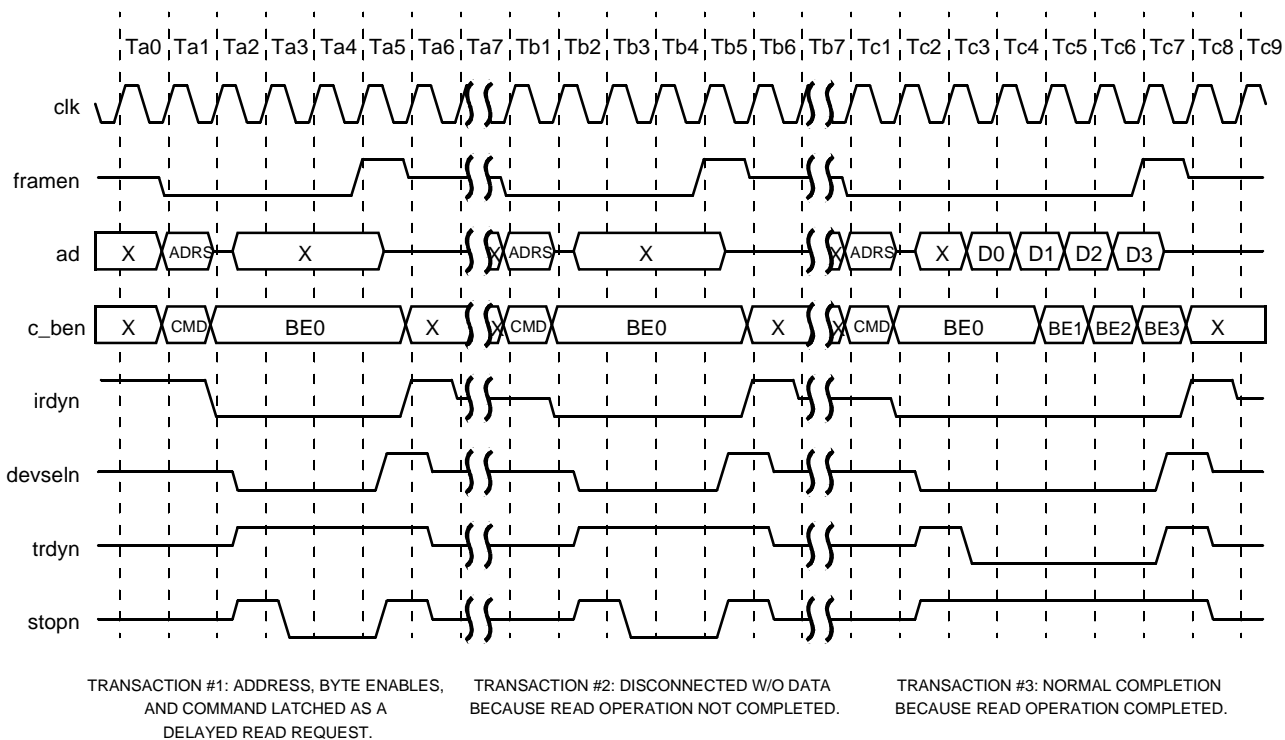 Ta0 Ta1 Ta2 Ta3 Ta4 Ta5 Ta6 Ta7 Tb1 Tb2 Tb3 Tb4 Tb5 Tb6 Tb7 Tc1 Tc2 Tc3 Tc4 Tc5 Tc6 Tc7 Tc8 Tc9
clk
framen
ad X ADRS X X ADRS X X ADRS X D0 D1 D2 D3
c_ben X CMD BE0 X X CMD BE0 X X CMD BE0 BE1 BE2 BE3 X
irdyn
devseln
trdyn
stopn
TRANSACTION #1: ADDRESS, BYTE ENABLES,
AND COMMAND LATCHED AS A
DELAYED READ REQUEST.
TRANSACTION #2: DISCONNECTED W/O DATA
BECAUSE READ OPERATION NOT COMPLETED.
TRANSACTION #3: NORMAL COMPLETION
BECAUSE READ OPERATION COMPLETED.